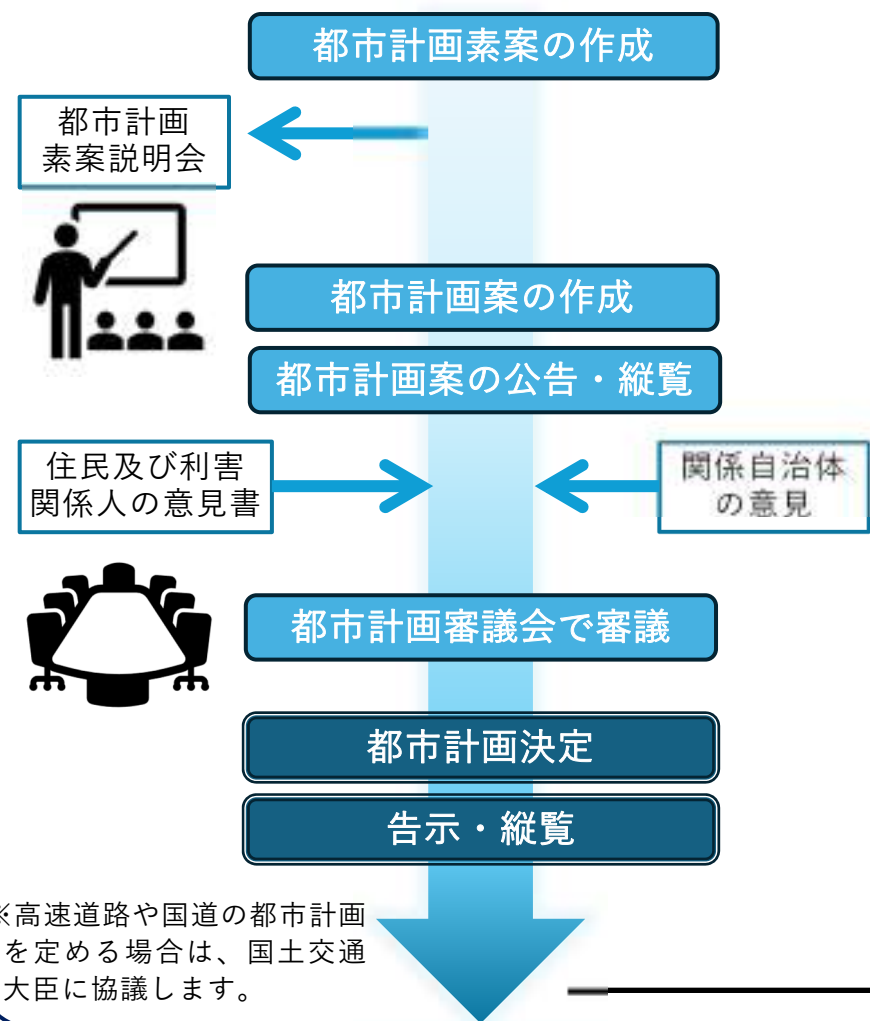 都市計画素案の作成
都市計画
素案説明会
都市計画案の作成
都市計画案の公告・縦覧
住民及び利害
関係人の意見書
関係自治体
の意見
都市計画審議会で審議
都市計画決定
告示・縦覧
※高速道路や国道の都市計画
を定める場合は、国土交通
大臣に協議します。